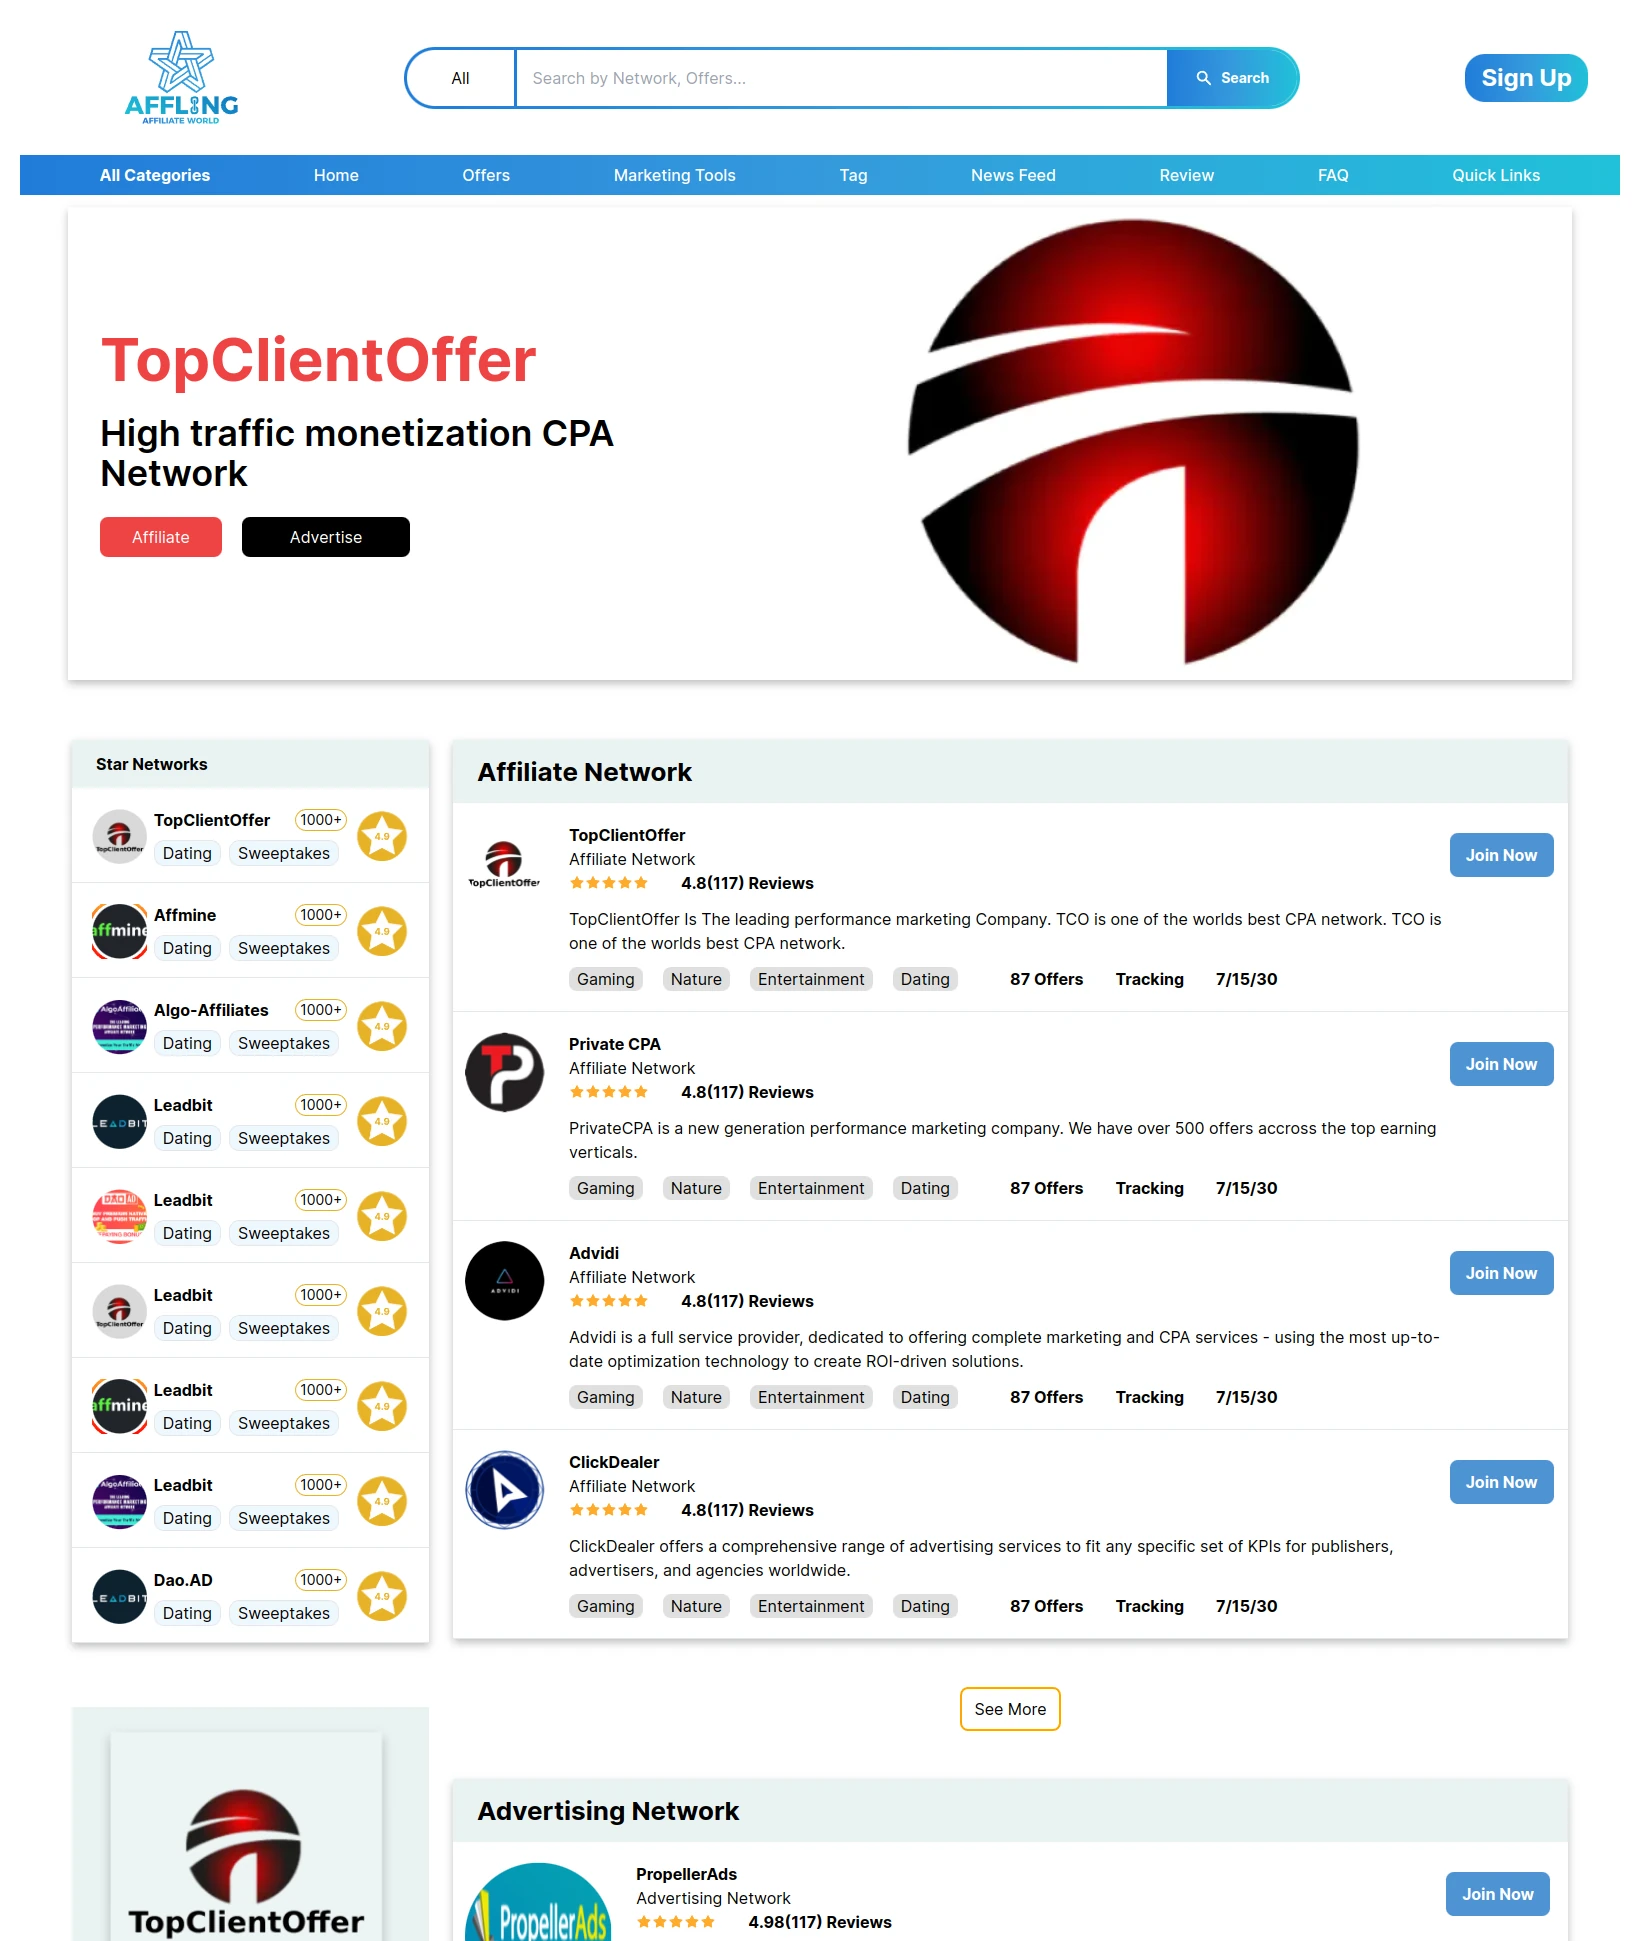 AFFLING
AFFILIATE WORLD
All
Search by Network, Offers...
Search
Sign Up
All Categories
Home
Offers
Marketing Tools
Tag
News Feed
Review
FAQ
Quick Links
TopClientOffer
High traffic monetization CPA
Network
Affiliate
Advertise
Star Networks
TopClientOffer
TopClientOffer
1000+
4.9
Dating
Sweeptakes
affmine
Affmine
1000+
4.9
Dating
Sweeptakes
Algo-Affiliates
1000+
4.9
Dating
Sweeptakes
LEADBIT
Leadbit
1000+
4.9
Dating
Sweeptakes
DAO AD
Leadbit
1000+
4.9
Dating
Sweeptakes
TopClientOffer
Leadbit
1000+
4.9
Dating
Sweeptakes
affmine
Leadbit
1000+
4.9
Dating
Sweeptakes
Leadbit
1000+
4.9
Dating
Sweeptakes
LEADBIT
Dao.AD
1000+
4.9
Dating
Sweeptakes
Affiliate Network
TopClientOffer
TopClientOffer
Affiliate Network
4.8(117) Reviews
TopClientOffer Is The leading performance marketing Company. TCO is one of the worlds best CPA network. TCO is
one of the worlds best CPA network.
Gaming
Nature
Entertainment
Dating
87 Offers
Tracking
7/15/30
Join Now
Private CPA
Affiliate Network
4.8(117) Reviews
PrivateCPA is a new generation performance marketing company. We have over 500 offers accross the top earning
verticals.
Gaming
Nature
Entertainment
Dating
87 Offers
Tracking
7/15/30
Join Now
ADVIDI
Advidi
Affiliate Network
4.8(117) Reviews
Advidi is a full service provider, dedicated to offering complete marketing and CPA services - using the most up-to-
date optimization technology to create ROI-driven solutions.
Gaming
Nature
Entertainment
Dating
87 Offers
Tracking
7/15/30
Join Now
ClickDealer
Affiliate Network
4.8(117) Reviews
ClickDealer offers a comprehensive range of advertising services to fit any specific set of KPIs for publishers,
advertisers, and agencies worldwide.
Gaming
Nature
Entertainment
Dating
87 Offers
Tracking
7/15/30
Join Now
See More
TopClientOffer
Advertising Network
PropellerAds
PropellerAds
Advertising Network
4.98(117) Reviews
Join Now